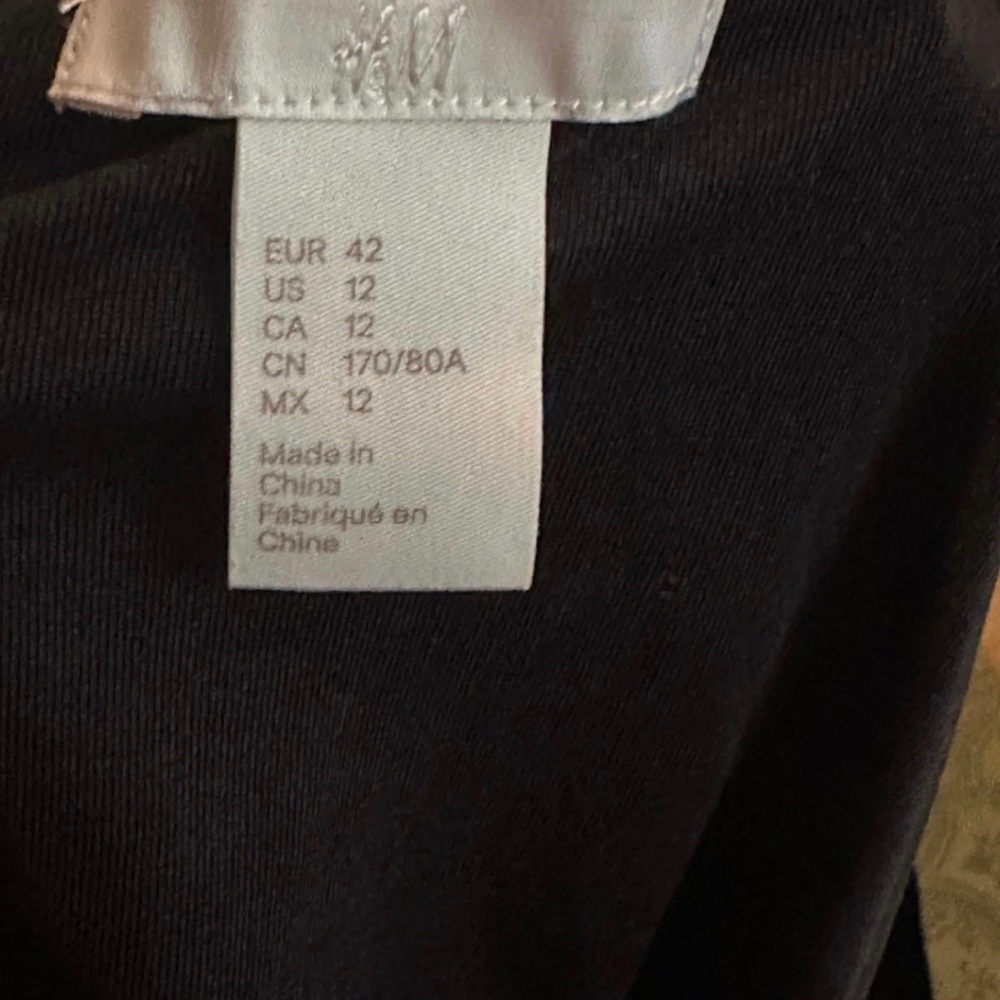 H&M
EUR 42
US 12
CA 12
CN 170/80A
MX 12
Made in
China
Fabriqué en
Chine